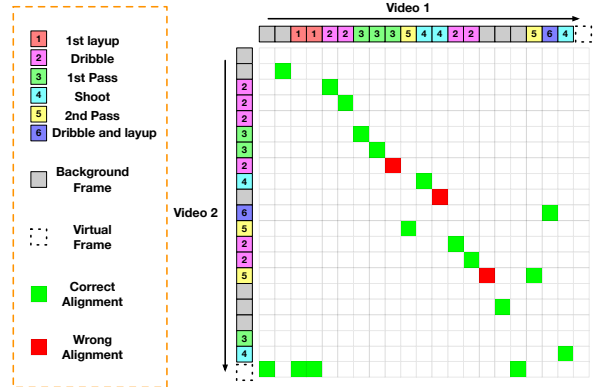 Video 1
1 1 2 2 3 3 3 5 4 4 2 2 5 6 4
1 1st layup
2 Dribble
3 1st Pass
4 Shoot
5 2nd Pass
6 Dribble and layup
Background
Frame
Virtual
Frame
Correct
Alignment
Wrong
Alignment
Video 2
2
2
2
3
3
2
4
6
5
2
2
5
3
4